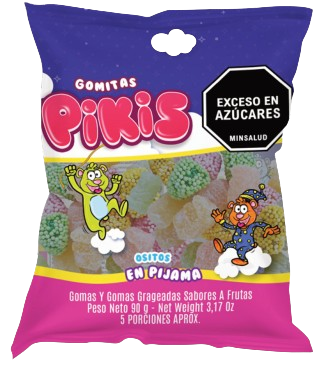 GOMITAS
PiKiS
EXCESO EN
AZÚCARES
MINSALUD
OSITOS
EN PIJAMA
Gomas Y Gomas Grageadas Sabores A Frutas
Peso Neto 90 g - Net Weight 3,17 Oz
5 PORCIONES APROX.